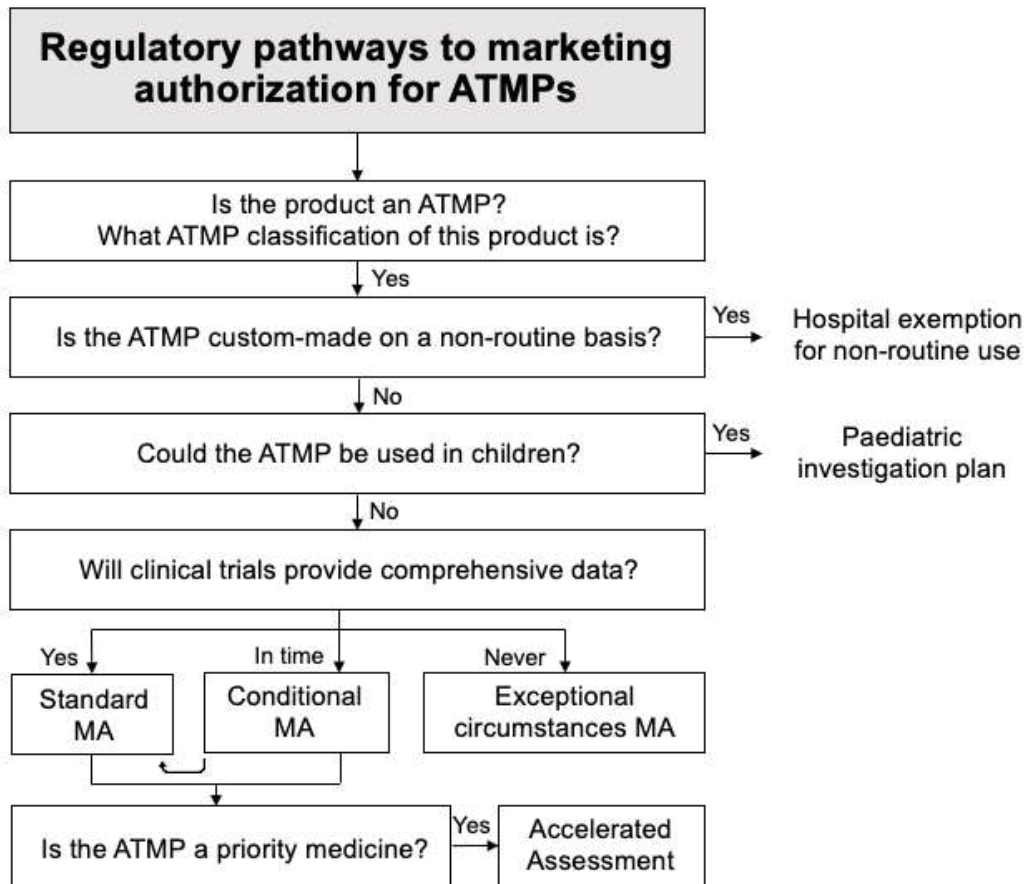 Regulatory pathways to marketing
authorization for ATMPs
Is the product an ATMP?
What ATMP classification of this product is?
Yes
Is the ATMP custom-made on a non-routine basis?
Yes
Hospital exemption
for non-routine use
No
Could the ATMP be used in children?
Yes
Paediatric
investigation plan
No
Will clinical trials provide comprehensive data?
Yes
In time
Never
Standard
MA
Conditional
MA
Exceptional
circumstances MA
Is the ATMP a priority medicine?
Yes
Accelerated
Assessment